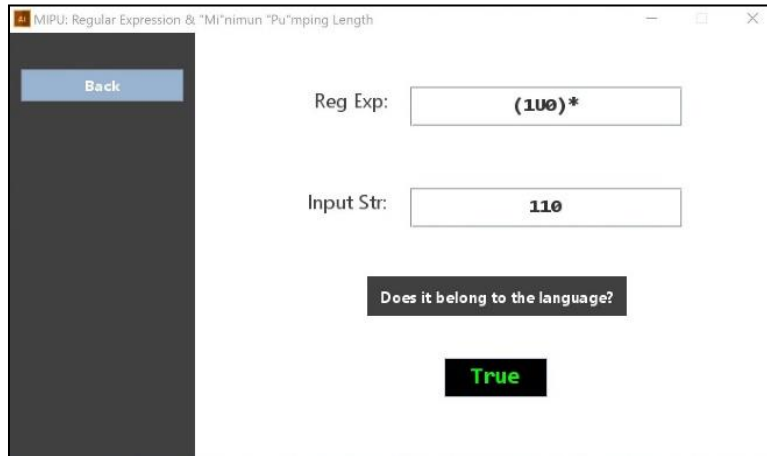 Ai MIPU: Regular Expression & "Mi"nimun "Pu"mping Length
Back
Reg Exp: (1U0)*
Input Str: 110
Does it belong to the language?
True